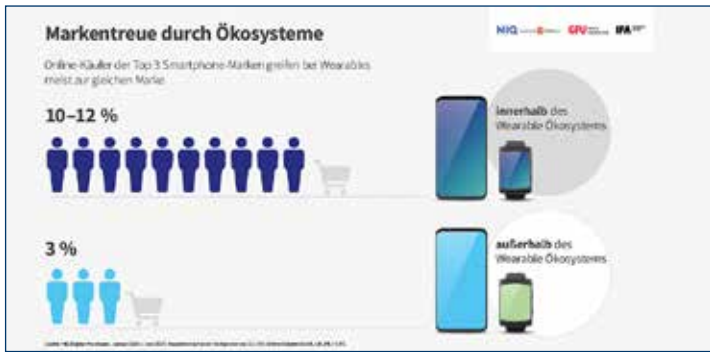 Markentreue durch Ökosysteme
NIQ GFU IFA
Online-Käufer der Top 3 Smartphone-Marken greifen bei Wearables
meist zur gleichen Marke
10–12 %
innerhalb des
Wearable Ökosystems
3 %
außerhalb des
Wearable Ökosystems